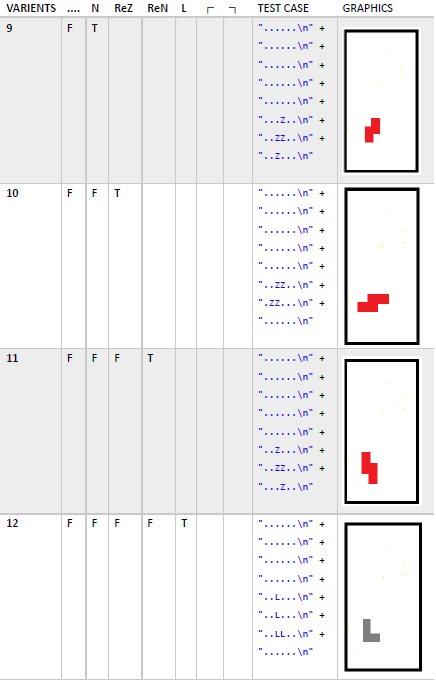 VARIENTS .... N ReZ ReN L ┌ ┐ TEST CASE GRAPHICS
9 F T "......\n" +
"......\n" +
"......\n" +
"......\n" +
"......\n" +
"...Z..\n" +
"..ZZ..\n" +
"..Z...\n"
10 F F T "......\n" +
"......\n" +
"......\n" +
"......\n" +
"......\n" +
"..ZZ..\n" +
".ZZ...\n" +
"......\n"
11 F F F T "......\n" +
"......\n" +
"......\n" +
"......\n" +
"......\n" +
"..Z...\n" +
"..ZZ..\n" +
"...Z..\n"
12 F F F F T "......\n" +
"......\n" +
"......\n" +
"......\n" +
"..L...\n" +
"..L...\n" +
"..LL..\n" +
"......\n"